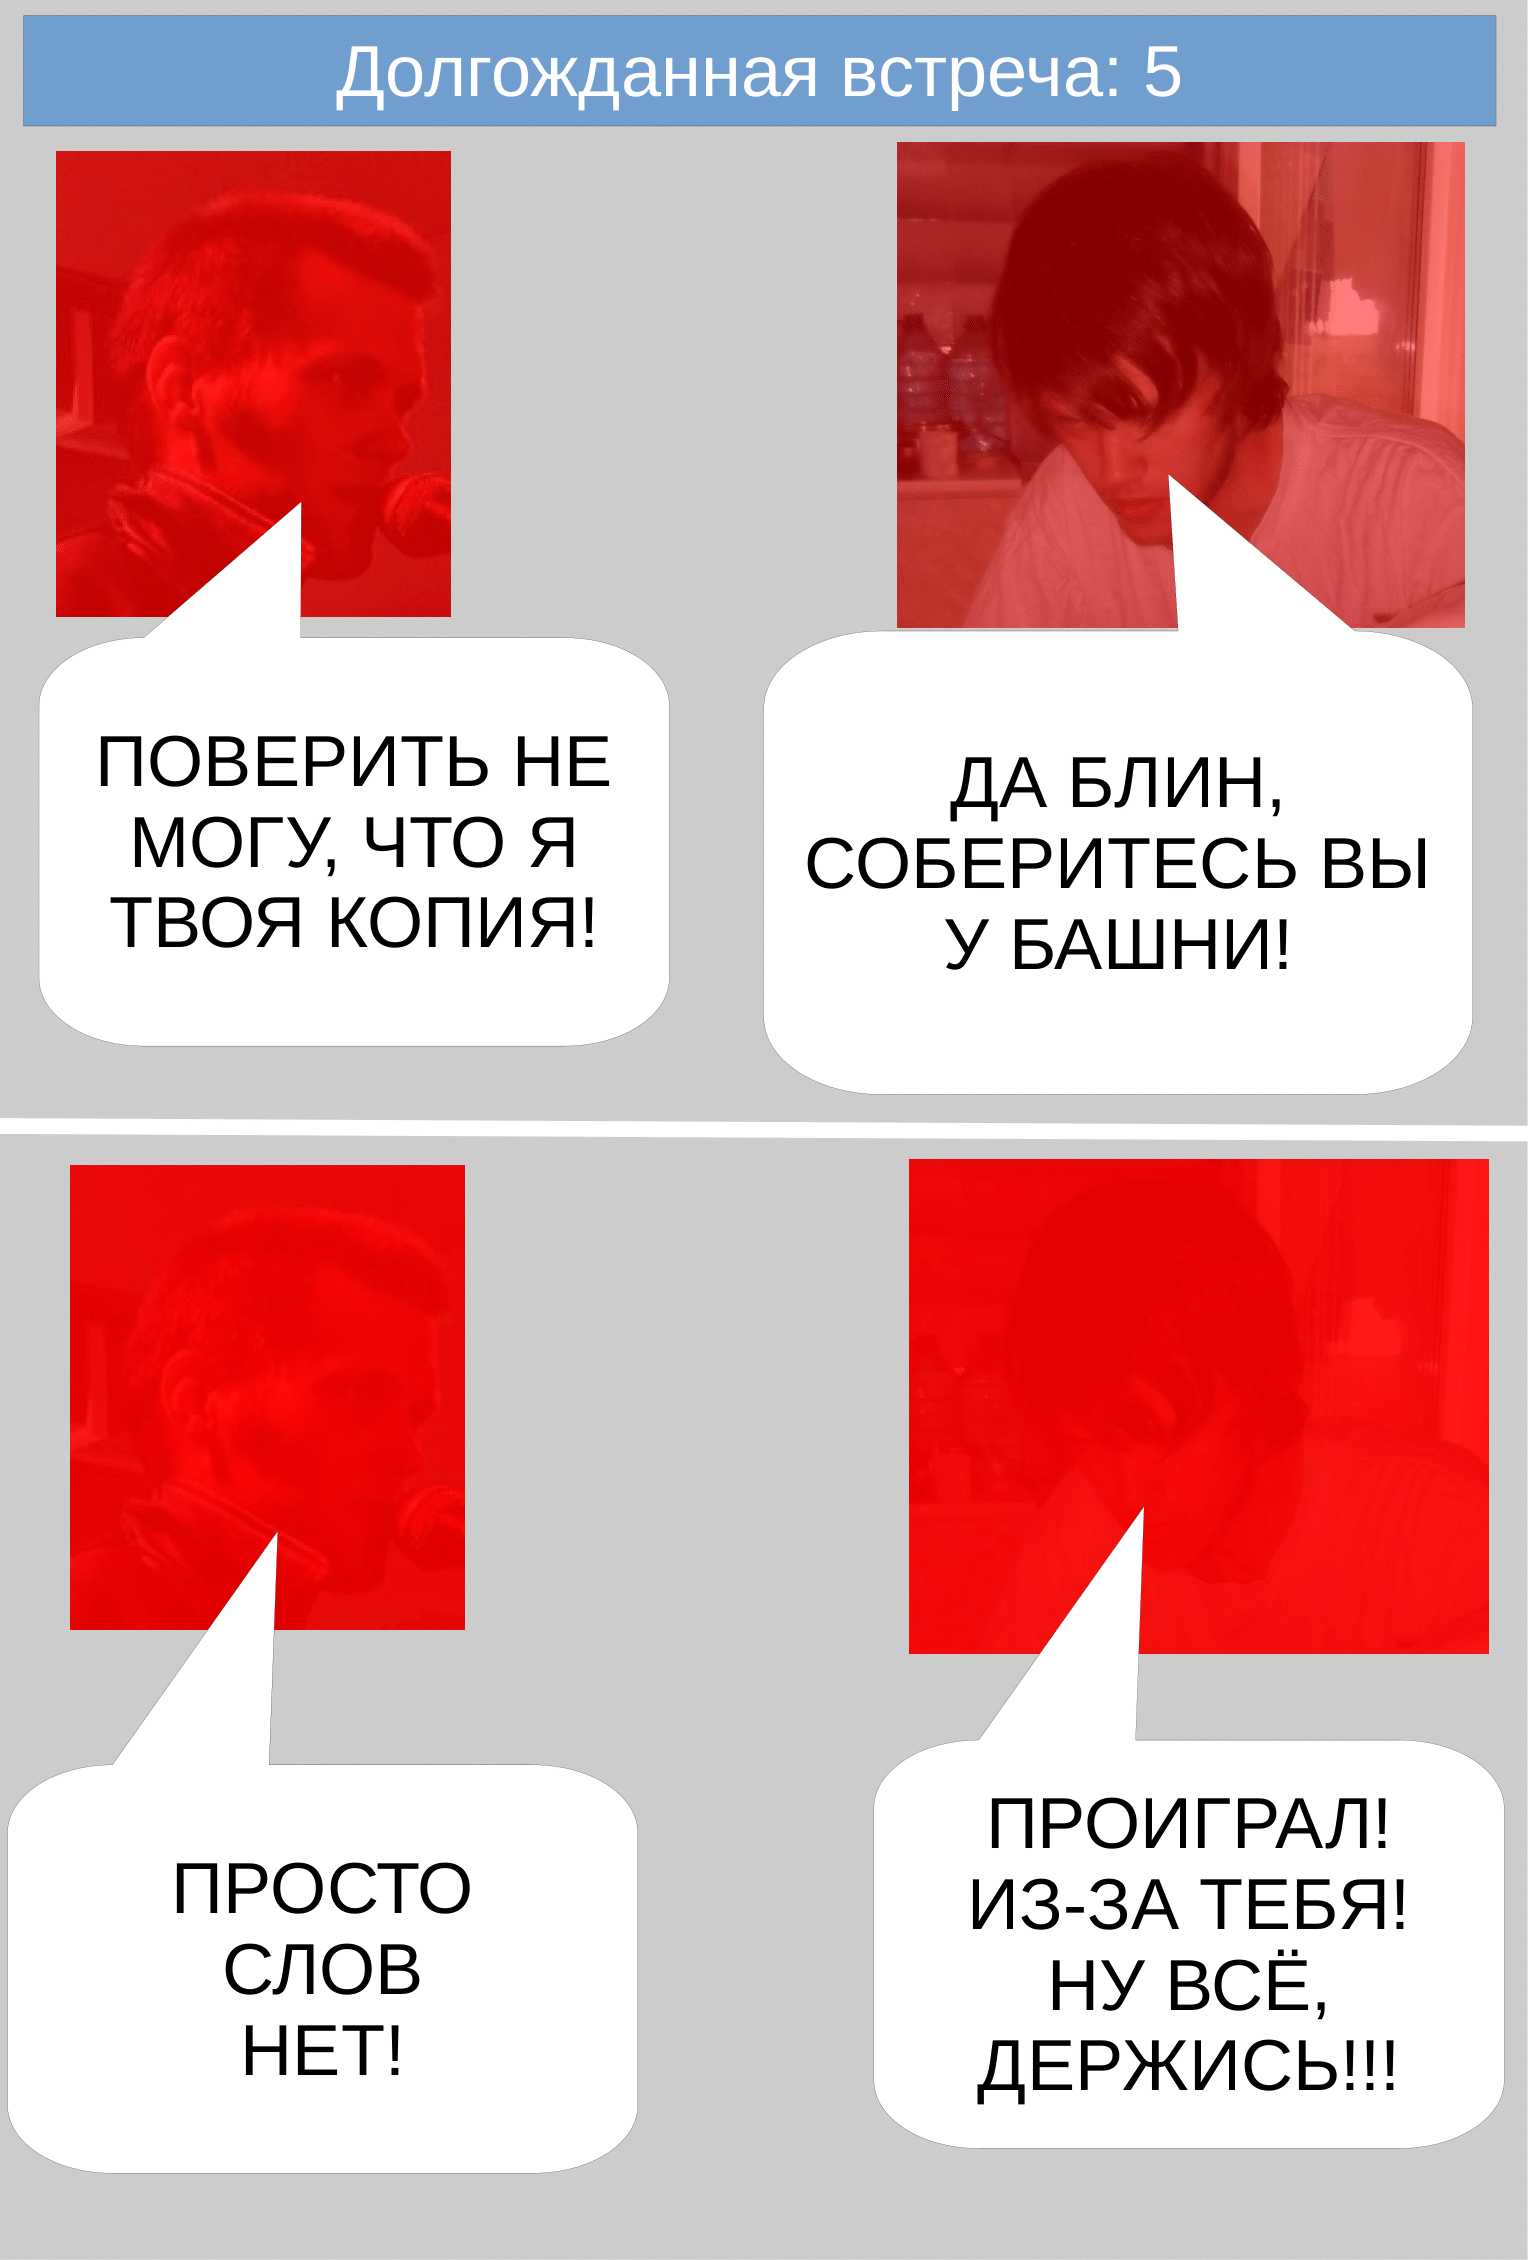 Долгожданная встреча: 5
ПОВЕРИТЬ НЕ
МОГУ, ЧТО Я
ТВОЯ КОПИЯ!
ДА БЛИН,
СОБЕРИТЕСЬ ВЫ
У БАШНИ!
ПРОСТО
СЛОВ
НЕТ!
ПРОИГРАЛ!
ИЗ-ЗА ТЕБЯ!
НУ ВСЁ,
ДЕРЖИСЬ!!!